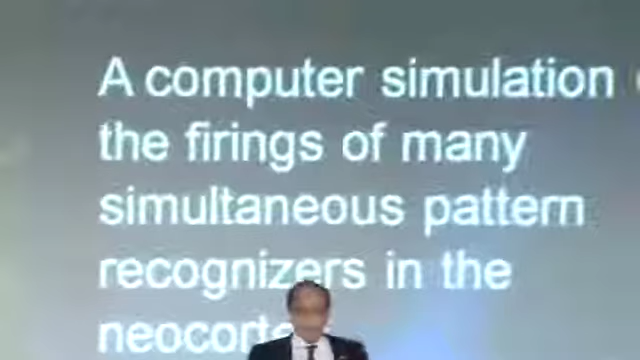 A computer simulation
the firings of many
simultaneous pattern
recognizers in the